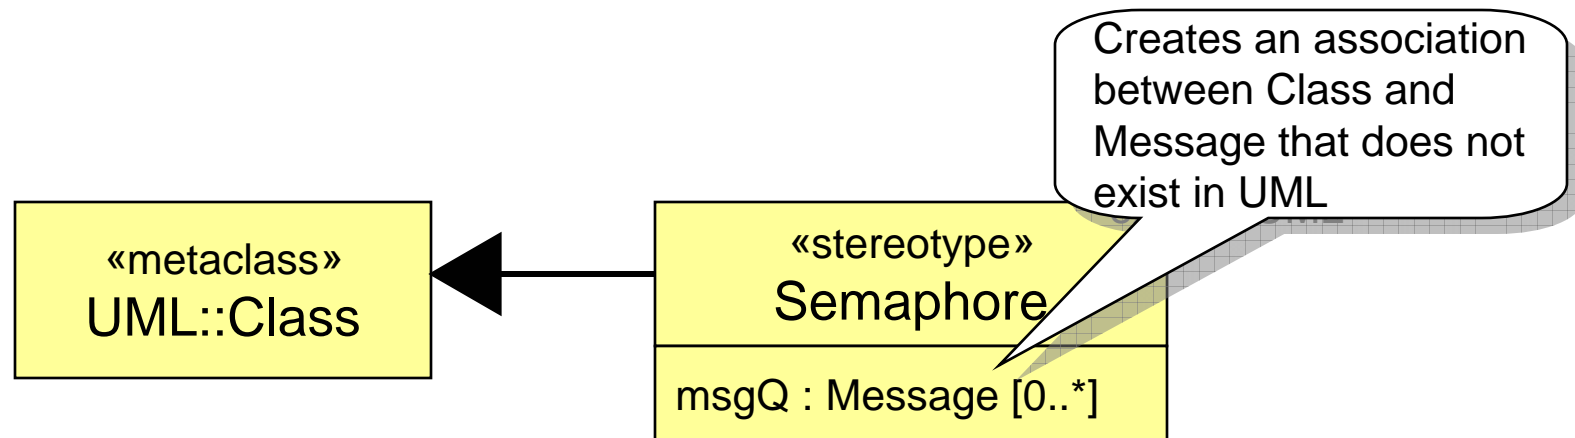 Creates an association
between Class and
Message that does not
exist in UML
«metaclass»
UML::Class
«stereotype»
Semaphore
msgQ : Message [0..*]